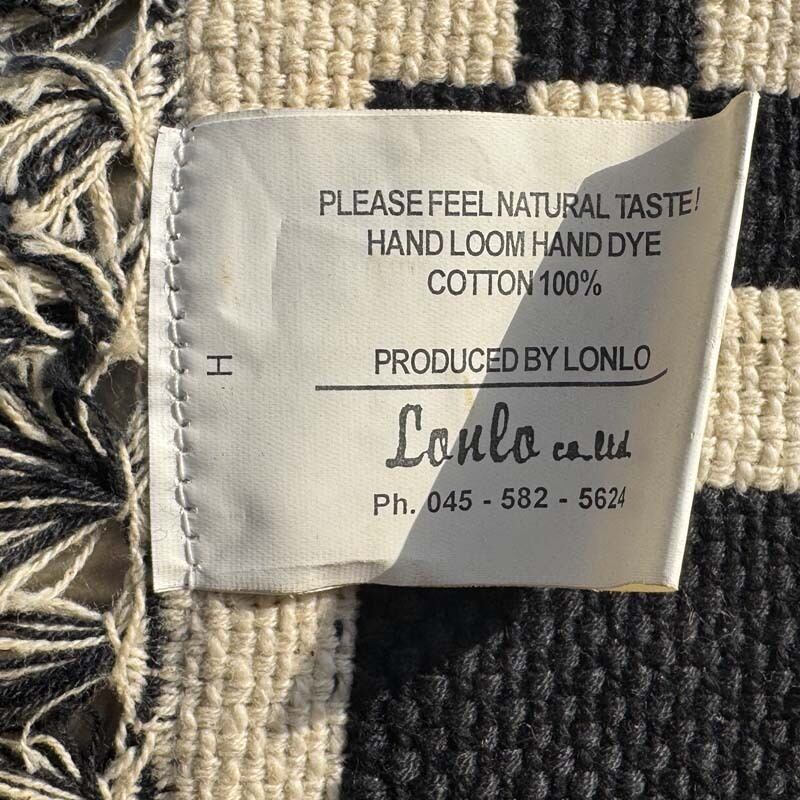 PLEASE FEEL NATURAL TASTE!
HAND LOOM HAND DYE
COTTON 100%
H
PRODUCED BY LONLO
Lonlo co.ltd
Ph. 045 - 582 - 5624